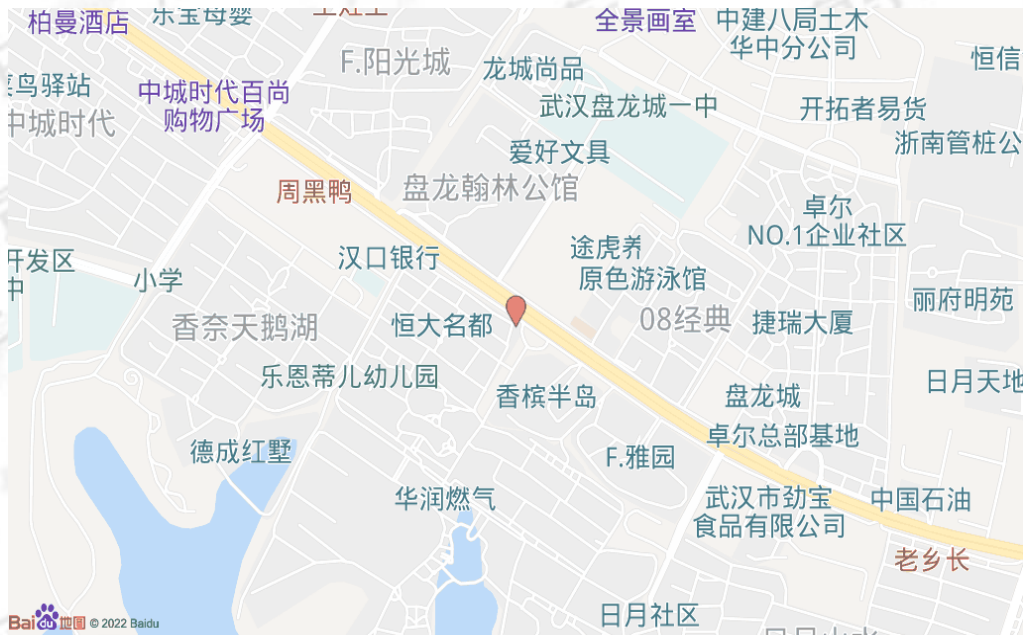 柏曼酒店
乐宝母婴
全景画室
中建八局土木
华中分公司
恒信
F.阳光城
龙城尚品
菜鸟驿站
中城时代百尚
购物广场
中城时代
武汉盘龙城一中
开拓者易货
浙南管桩公
爱好文具
周黑鸭
盘龙翰林公馆
卓尔
NO.1企业社区
开发区
中
小学
汉口银行
途虎养
原色游泳馆
丽府明苑
香奈天鹅湖
恒大名都
08经典
捷瑞大厦
乐恩蒂儿幼儿园
香槟半岛
盘龙城
日月天地
德成红墅
F.雅园
卓尔总部基地
华润燃气
武汉市劲宝
食品有限公司
中国石油
老乡长
日月社区
Bai du 地图 © 2022 Baidu